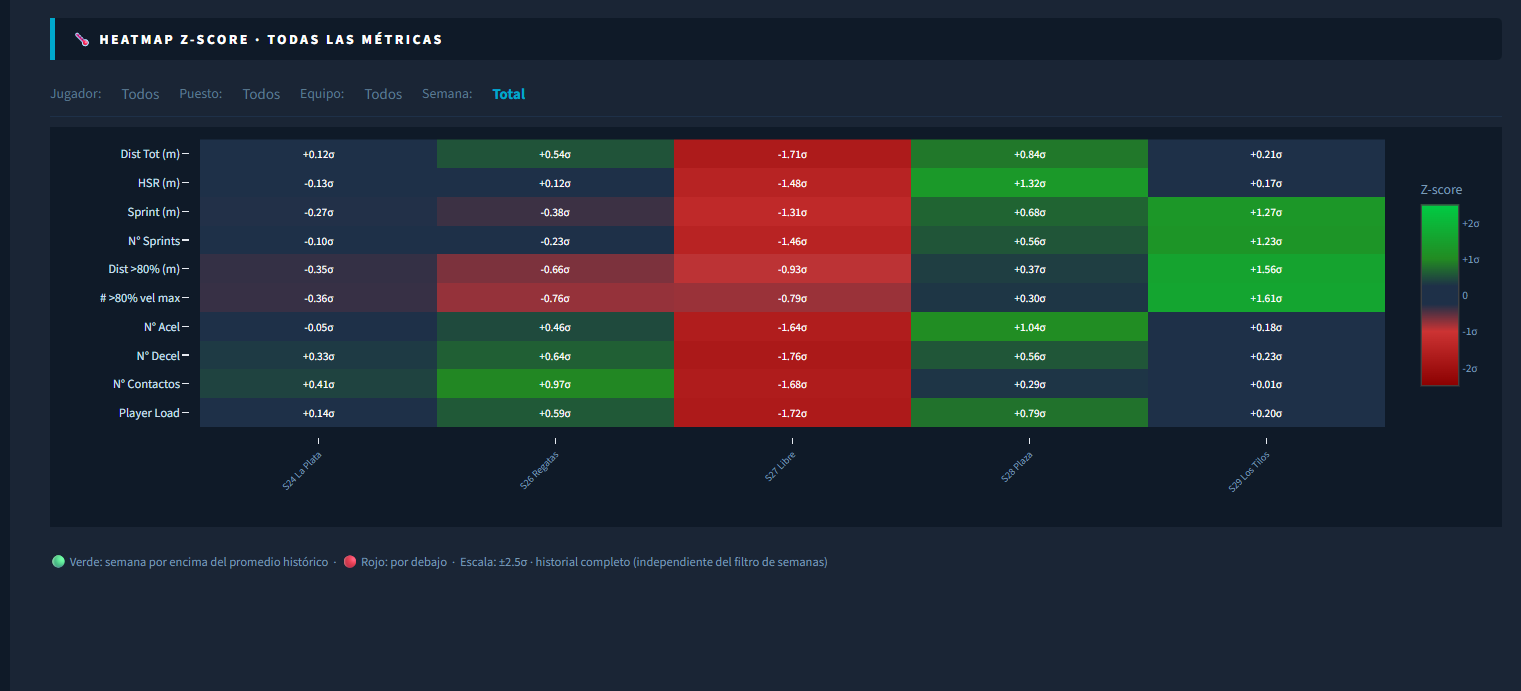 HEATMAP Z-SCORE · TODAS LAS MÉTRICAS
Jugador: Todos Puesto: Todos Equipo: Todos Semana: Total
Dist Tot (m) +0.12σ +0.54σ -1.71σ +0.84σ +0.21σ
HSR (m) -0.13σ +0.12σ -1.48σ +1.32σ +0.17σ
Sprint (m) -0.27σ -0.38σ -1.31σ +0.68σ +1.27σ
N° Sprints -0.10σ -0.23σ -1.46σ +0.56σ +1.23σ
Dist >80% (m) -0.35σ -0.66σ -0.93σ +0.37σ +1.56σ
# >80% vel max -0.36σ -0.76σ -0.79σ +0.30σ +1.61σ
N° Acel -0.05σ +0.46σ -1.64σ +1.04σ +0.18σ
N° Decel +0.33σ +0.64σ -1.76σ +0.56σ +0.23σ
N° Contactos +0.41σ +0.97σ -1.68σ +0.29σ +0.01σ
Player Load +0.14σ +0.59σ -1.72σ +0.79σ +0.20σ
S24 La Plata S26 Regatas S27 Libre S28 Plaza S29 Los Tilos
Z-score
+2σ
+1σ
0
-1σ
-2σ
Verde: semana por encima del promedio histórico · Rojo: por debajo · Escala: ±2.5σ · historial completo (independiente del filtro de semanas)